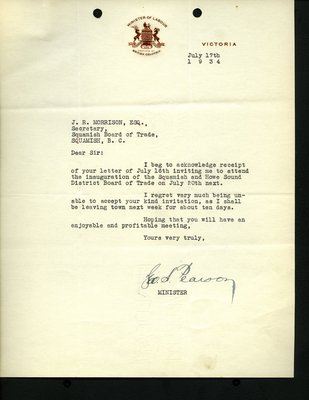 MINISTER OF LABOUR
VICTORIA
July 17th
1 9 3 4
J. R. MORRISON, ESQ.,
Secretary,
Squamish Board of Trade,
SQUAMISH, B. C.
Dear Sir:
I beg to acknowledge receipt
of your letter of July 16th inviting me to attend
the inauguration of the Squamish and Howe Sound
District Board of Trade on July 20th next.
I regret very much being un-
able to accept your kind invitation, as I shall
be leaving town next week for about ten days.
Hoping that you will have an
enjoyable and profitable meeting,
Yours very truly,
Geo. S. Pearson
MINISTER